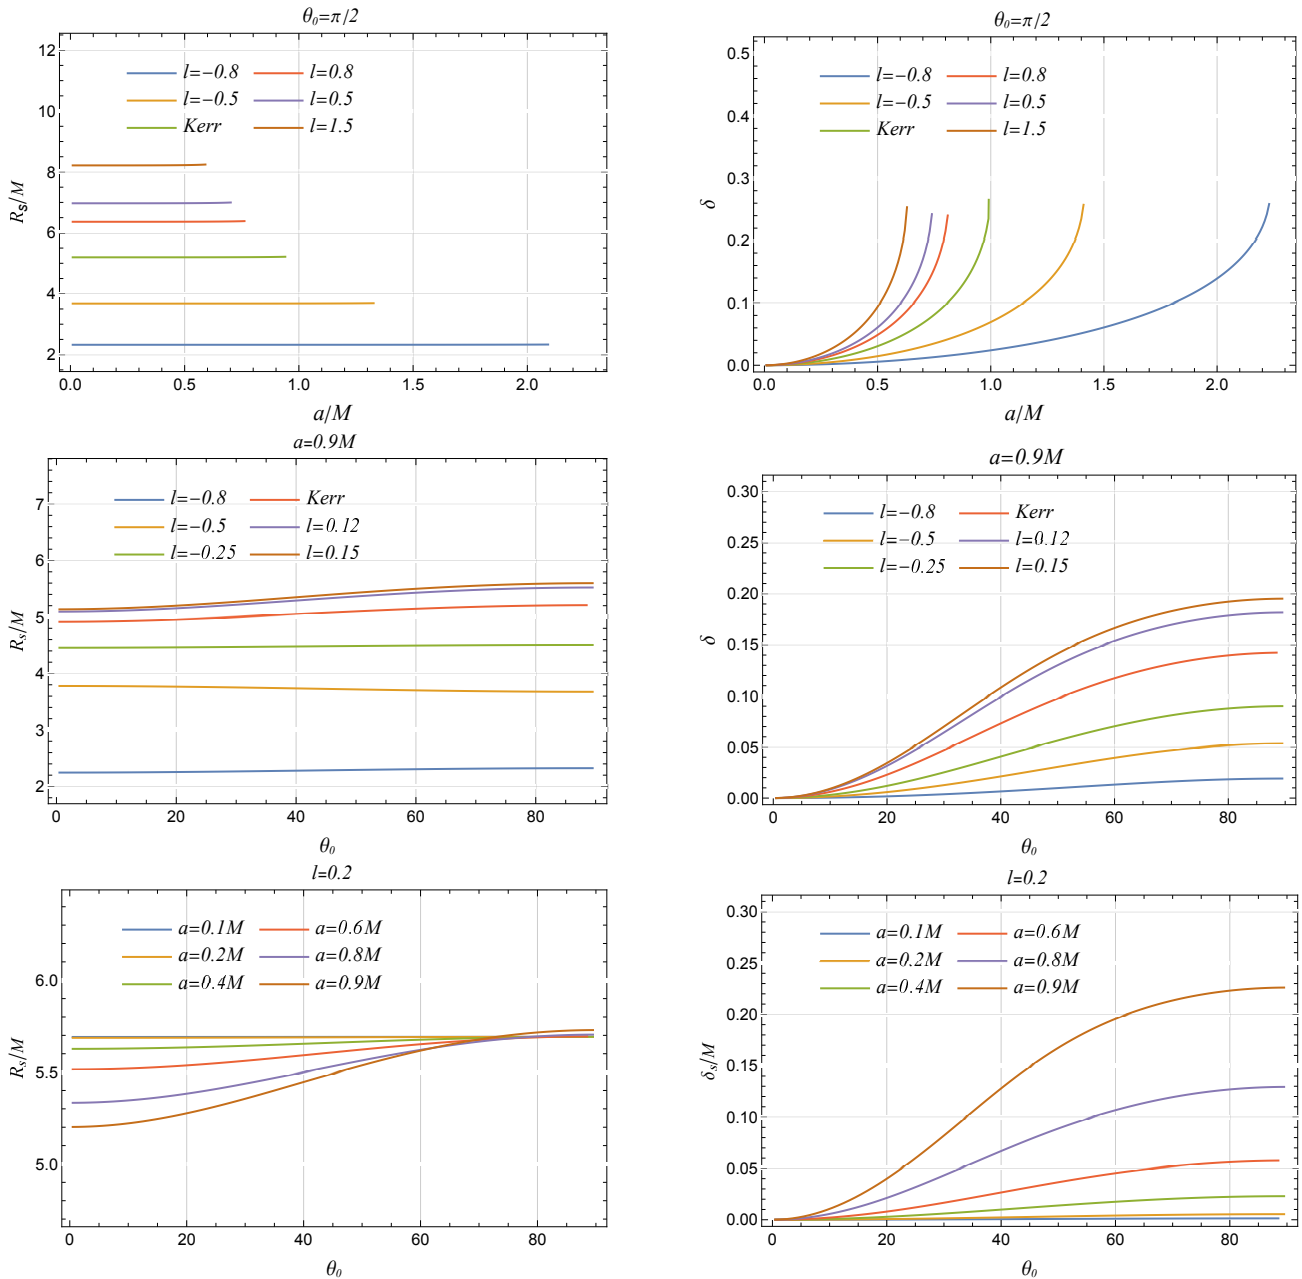 θ₀=π/2
12
10
8
6
4
2
l=−0.8 l=0.8
l=−0.5 l=0.5
Kerr l=1.5
R_S/M
0.0 0.5 1.0 1.5 2.0
a/M
θ₀=π/2
0.5
0.4
0.3
0.2
0.1
0.0
l=−0.8 l=0.8
l=−0.5 l=0.5
Kerr l=1.5
δ
0.0 0.5 1.0 1.5 2.0
a/M
a=0.9M
7
6
5
4
3
2
l=−0.8 Kerr
l=−0.5 l=0.12
l=−0.25 l=0.15
R_s/M
0 20 40 60 80
θ₀
a=0.9M
0.30
0.25
0.20
0.15
0.10
0.05
0.00
l=−0.8 Kerr
l=−0.5 l=0.12
l=−0.25 l=0.15
δ
0 20 40 60 80
θ₀
l=0.2
6.0
5.5
5.0
a=0.1M a=0.6M
a=0.2M a=0.8M
a=0.4M a=0.9M
R_s/M
0 20 40 60 80
θ₀
l=0.2
0.30
0.25
0.20
0.15
0.10
0.05
0.00
a=0.1M a=0.6M
a=0.2M a=0.8M
a=0.4M a=0.9M
δ_s/M
0 20 40 60 80
θ₀